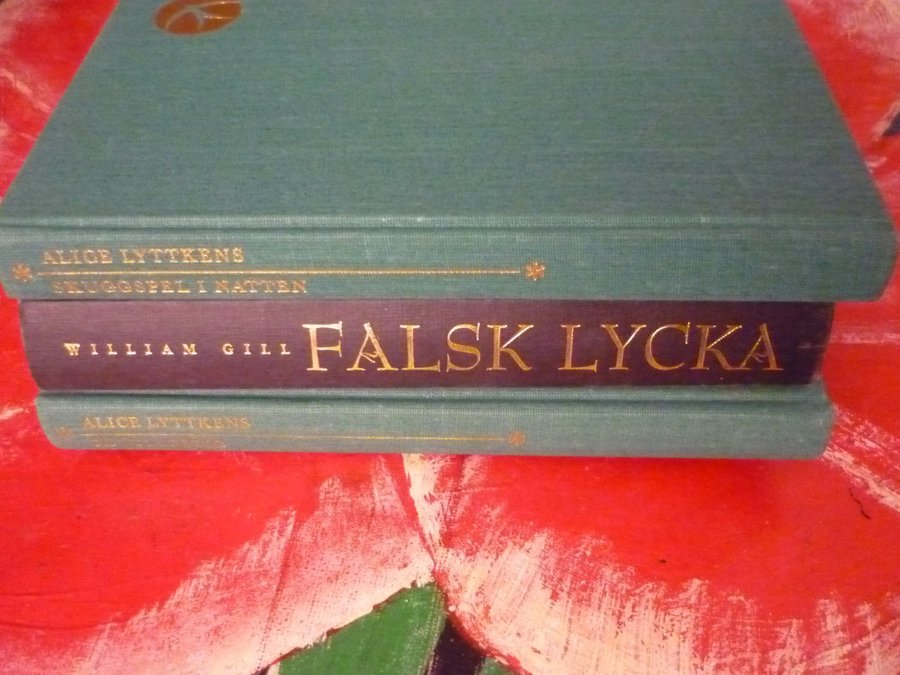 ALICE LYTTKENS
SKUGGSPEL I NATTEN
WILLIAM GILL FALSK LYCKA
ALICE LYTTKENS